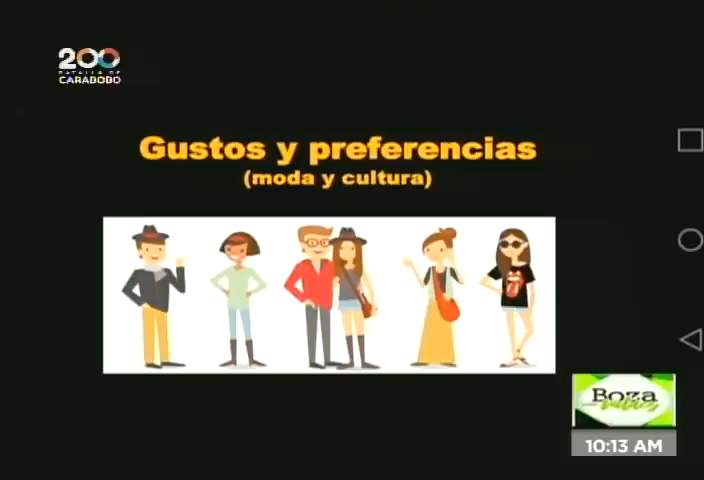 200
BATALLA DE
CARABOBO
Gustos y preferencias
(moda y cultura)
Boza
10:13 AM